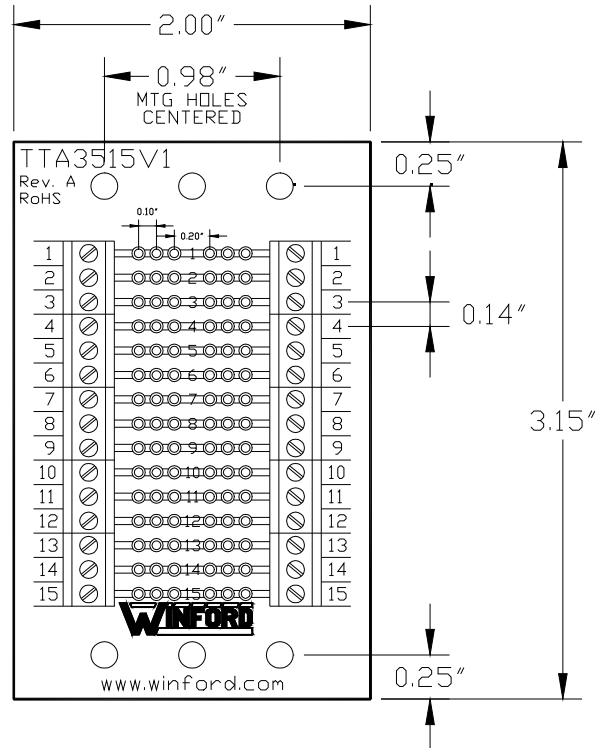 2.00"
0.98"
MTG HOLES
CENTERED
TTA3515V1
Rev. A
RoHS
0.25"
0.10"
0.20"
1 1 1
2 2 2
3 3 3
0.14"
4 4 4
5 5 5
6 6 6
7 7 7
3.15"
8 8 8
9 9 9
10 10 10
11 11 11
12 12 12
13 13 13
14 14 14
15 15 15
WINFORD
www.winford.com
0.25"